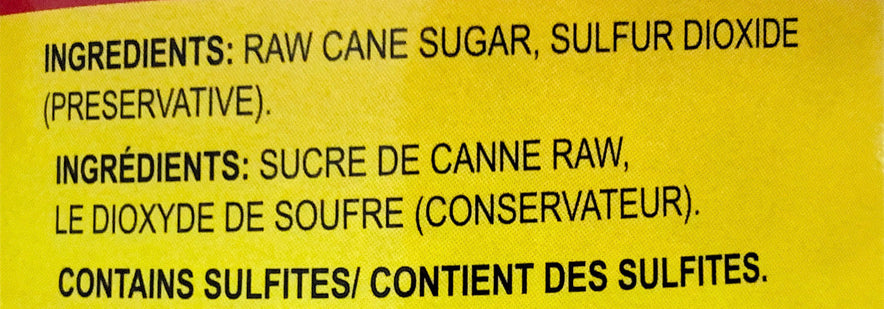 INGREDIENTS: RAW CANE SUGAR, SULFUR DIOXIDE
(PRESERVATIVE).
INGRÉDIENTS: SUCRE DE CANNE RAW,
LE DIOXYDE DE SOUFRE (CONSERVATEUR).
CONTAINS SULFITES/ CONTIENT DES SULFITES.